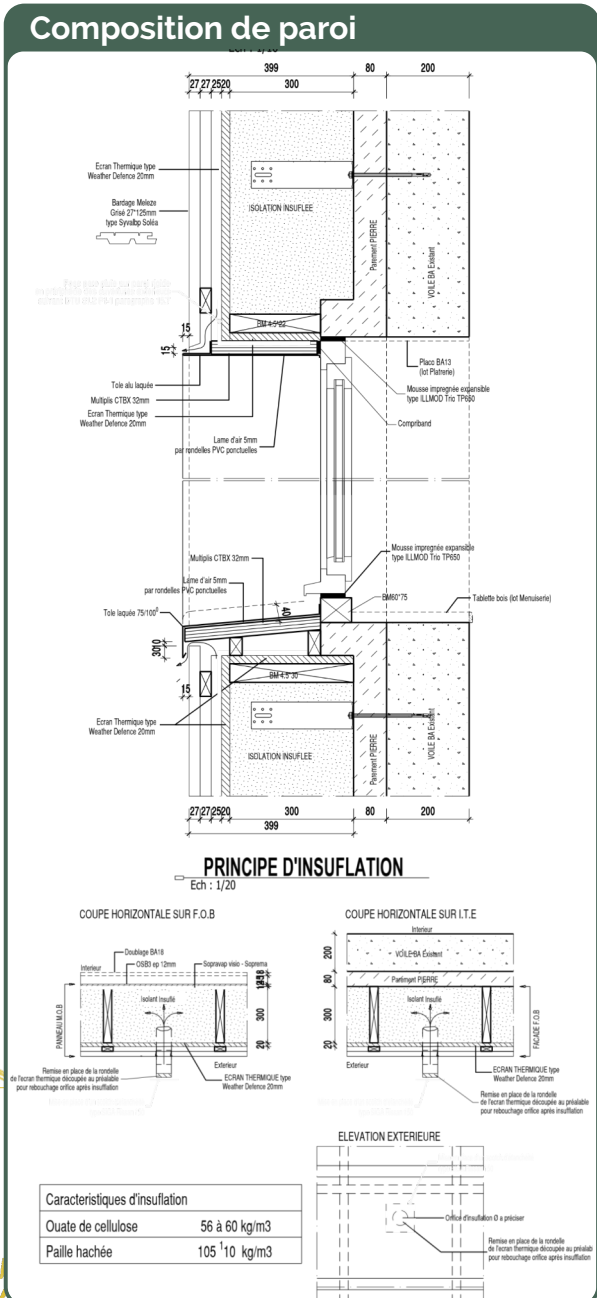 Composition de paroi
399
80
200
27
27
25
20
300
Ecran Thermique type
Weather Defence 20mm
Bardage Meleze
Grisé 27*125mm
type Syvalbp Soléa
ISOLATION INSUFLEE
Parement PIERRE
VOILE BA Existant
BM 4,5*22
15
15
Tole alu laquée
Multiplis CTBX 32mm
Ecran Thermique type
Weather Defence 20mm
Lame d'air 5mm
par rondelles PVC ponctuelles
Placo BA13
(lot Platrerie)
Mousse impregnée expansible
type ILLMOD Trio TP650
Compriband
Multiplis CTBX 32mm
Lame d'air 5mm
par rondelles PVC ponctuelles
Tole laquée 75/100°
40
Mousse impregnée expansible
type ILLMOD Trio TP650
BM60*75
Tablette bois (lot Menuiserie)
30
10
15
BM 4,5*30
Ecran Thermique type
Weather Defence 20mm
ISOLATION INSUFLEE
Parement PIERRE
VOILE BA Existant
27
27
25
20
300
80
200
399
PRINCIPE D'INSUFLATION
Ech : 1/20
COUPE HORIZONTALE SUR F.O.B
Doublage BA18
OSB3 ep 12mm
Sopravap visio - Soprema
Interieur
PANNEAU M.O.B
Isolant Insuflé
300
20
Exterieur
Remise en place de la rondelle
de l'ecran thermique découpée au préalable
pour rebouchage orifice après insufflation
ECRAN THERMIQUE type
Weather Defence 20mm
COUPE HORIZONTALE SUR I.T.E
Interieur
200
VOILE BA Existant
80
Parement PIERRE
300
Isolant Insuflé
20
FACADE F.O.B
Exterieur
ECRAN THERMIQUE type
Weather Defence 20mm
Remise en place de la rondelle
de l'ecran thermique découpée au préalable
pour rebouchage orifice après insufflation
ELEVATION EXTERIEURE
Orifice d'insuflation Ø a préciser
Remise en place de la rondelle
de l'ecran thermique découpée au préalab
pour rebouchage orifice après insufflation
Caracteristiques d'insuflation
Ouate de cellulose 56 à 60 kg/m3
Paille hachée 105 110 kg/m3